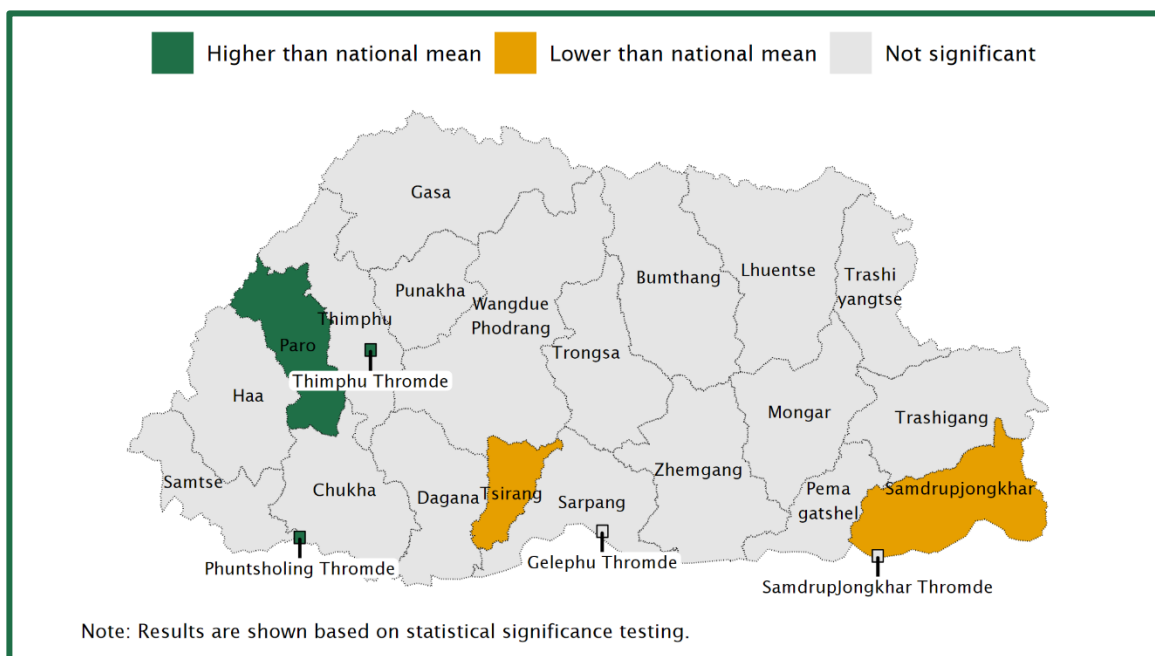 Higher than national mean
Lower than national mean
Not significant
Gasa
Punakha
Wangdue
Phodrang
Bumthang
Lhuentse
Trashi
yangtse
Thimphu
Paro
Trongsa
Thimphu Thromde
Haa
Mongar
Trashigang
Samtse
Chukha
Dagana
Tsirang
Sarpang
Zhemgang
Pema
gatshel
Samdrupjongkhar
Phuntsholing Thromde
Gelephu Thromde
SamdrupJongkhar Thromde
Note: Results are shown based on statistical significance testing.